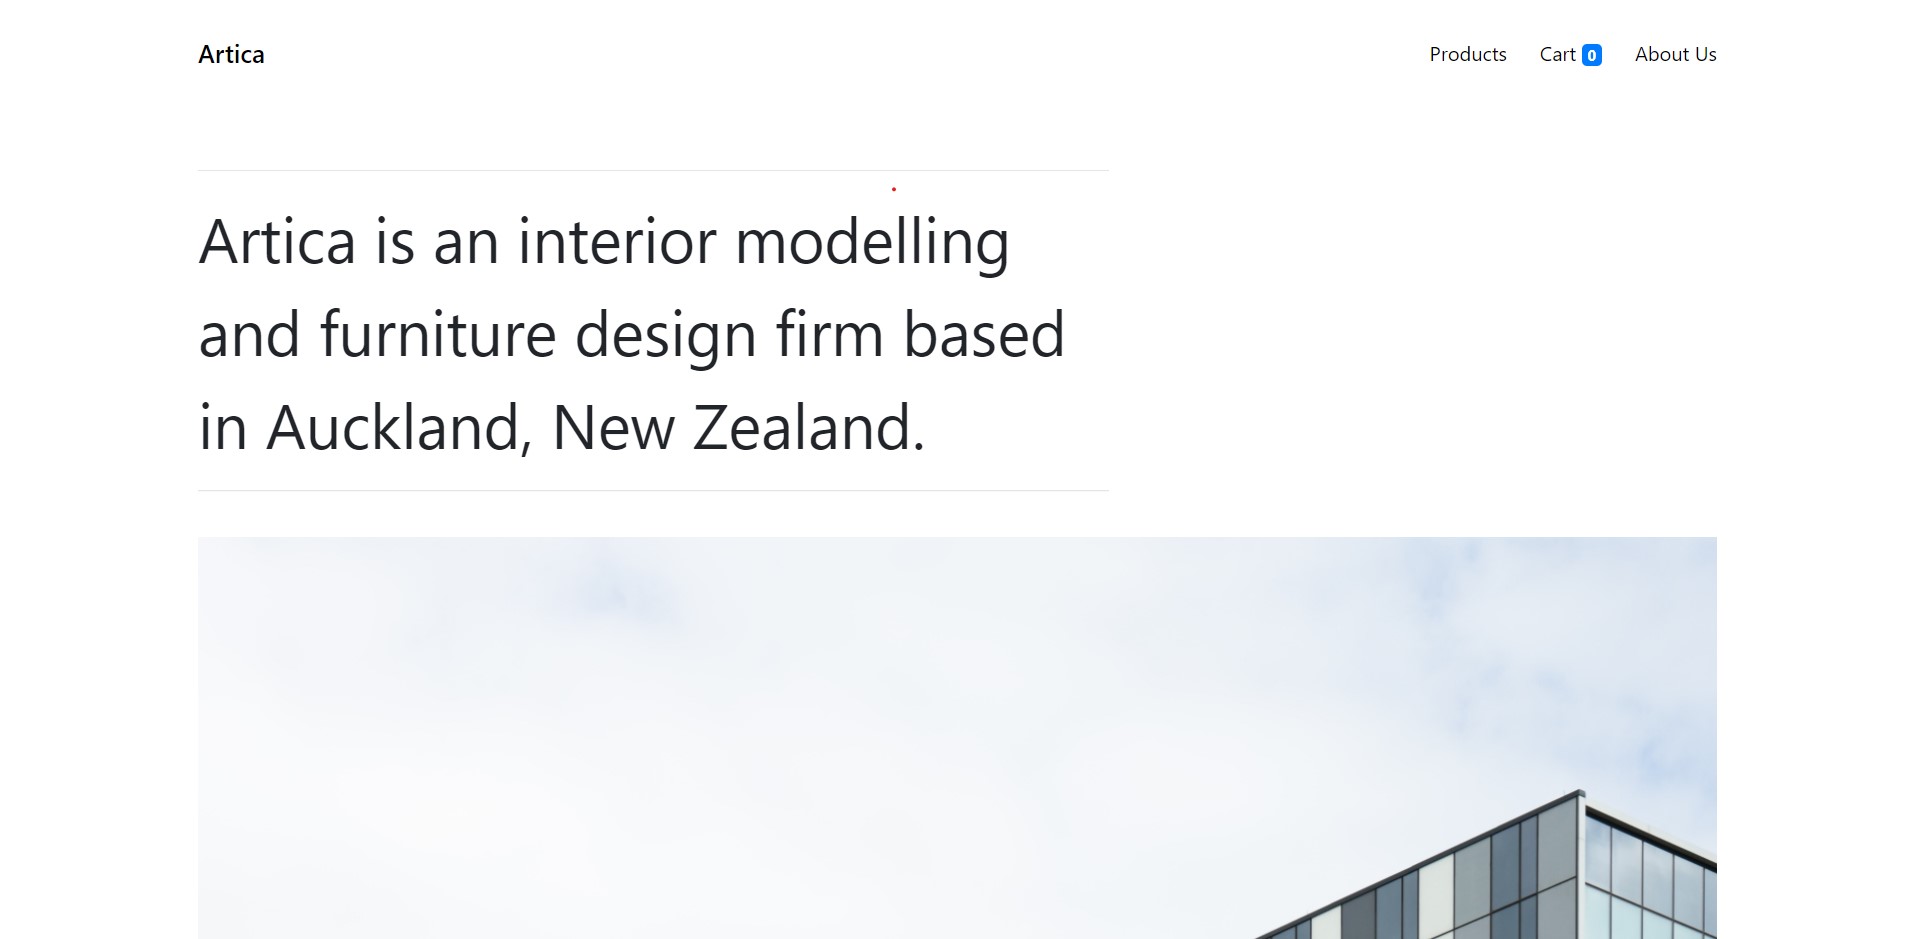 Artica
Products
Cart 0
About Us
Artica is an interior modelling
and furniture design firm based
in Auckland, New Zealand.